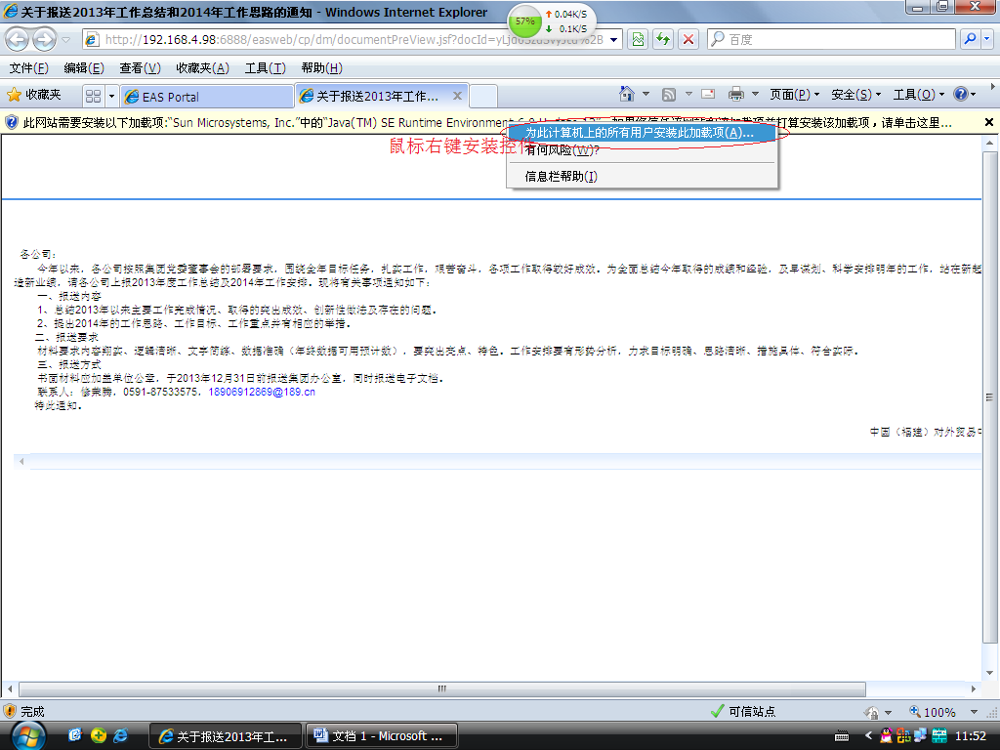 关于报送2013年工作总结和2014年工作思路的通知 - Windows Internet Explorer
57%
0.04K/S
0.1K/S
百度
文件(F) 编辑(E) 查看(V) 收藏夹(A) 工具(T) 帮助(H)
收藏夹
EAS Portal
关于报送2013年工作...
页面(P) 安全(S) 工具(O)
此网站需要安装以下加载项:“Sun Microsystems, Inc.”中的“Java(TM) SE Runtime Environment 打算安装该加载项，请单击这里...
为此计算机上的所有用户安装此加载项(A)...
鼠标右键安装控件
有何风险(W)?
信息栏帮助(I)
各公司：
今年以来，各公司按照集团党委董事会的部署要求，围绕全年目标任务，扎实工作，艰苦奋斗，各项工作取得较好成效。为全面总结今年取得的成绩和经验，及早谋划、科学安排明年的工作，站在新起
造新业绩，请各公司上报2013年度工作总结及2014年工作安排。现将有关事项通知如下：
一、报送内容
1、总结2013年以来主要工作完成情况、取得的突出成效、创新性做法及存在的问题。
2、提出2014年的工作思路、工作目标、工作重点并有相应的举措。
二、报送要求
材料要求内容翔实、逻辑清晰、文字简练、数据准确（年终数据可用预计数），要突出亮点、特色。工作安排要有形势分析，力求目标明确、思路清晰、措施具体、符合实际。
三、报送方式
书面材料应加盖单位公章，于2013年12月31日前报送集团办公室，同时报送电子文档。
联系人：修荣腾，0591-87533575，18906912869@189.cn
特此通知。
中国（福建）对外贸易中
完成
可信站点
100%
关于报送2013年工...
文档 1 - Microsoft ...
11:52